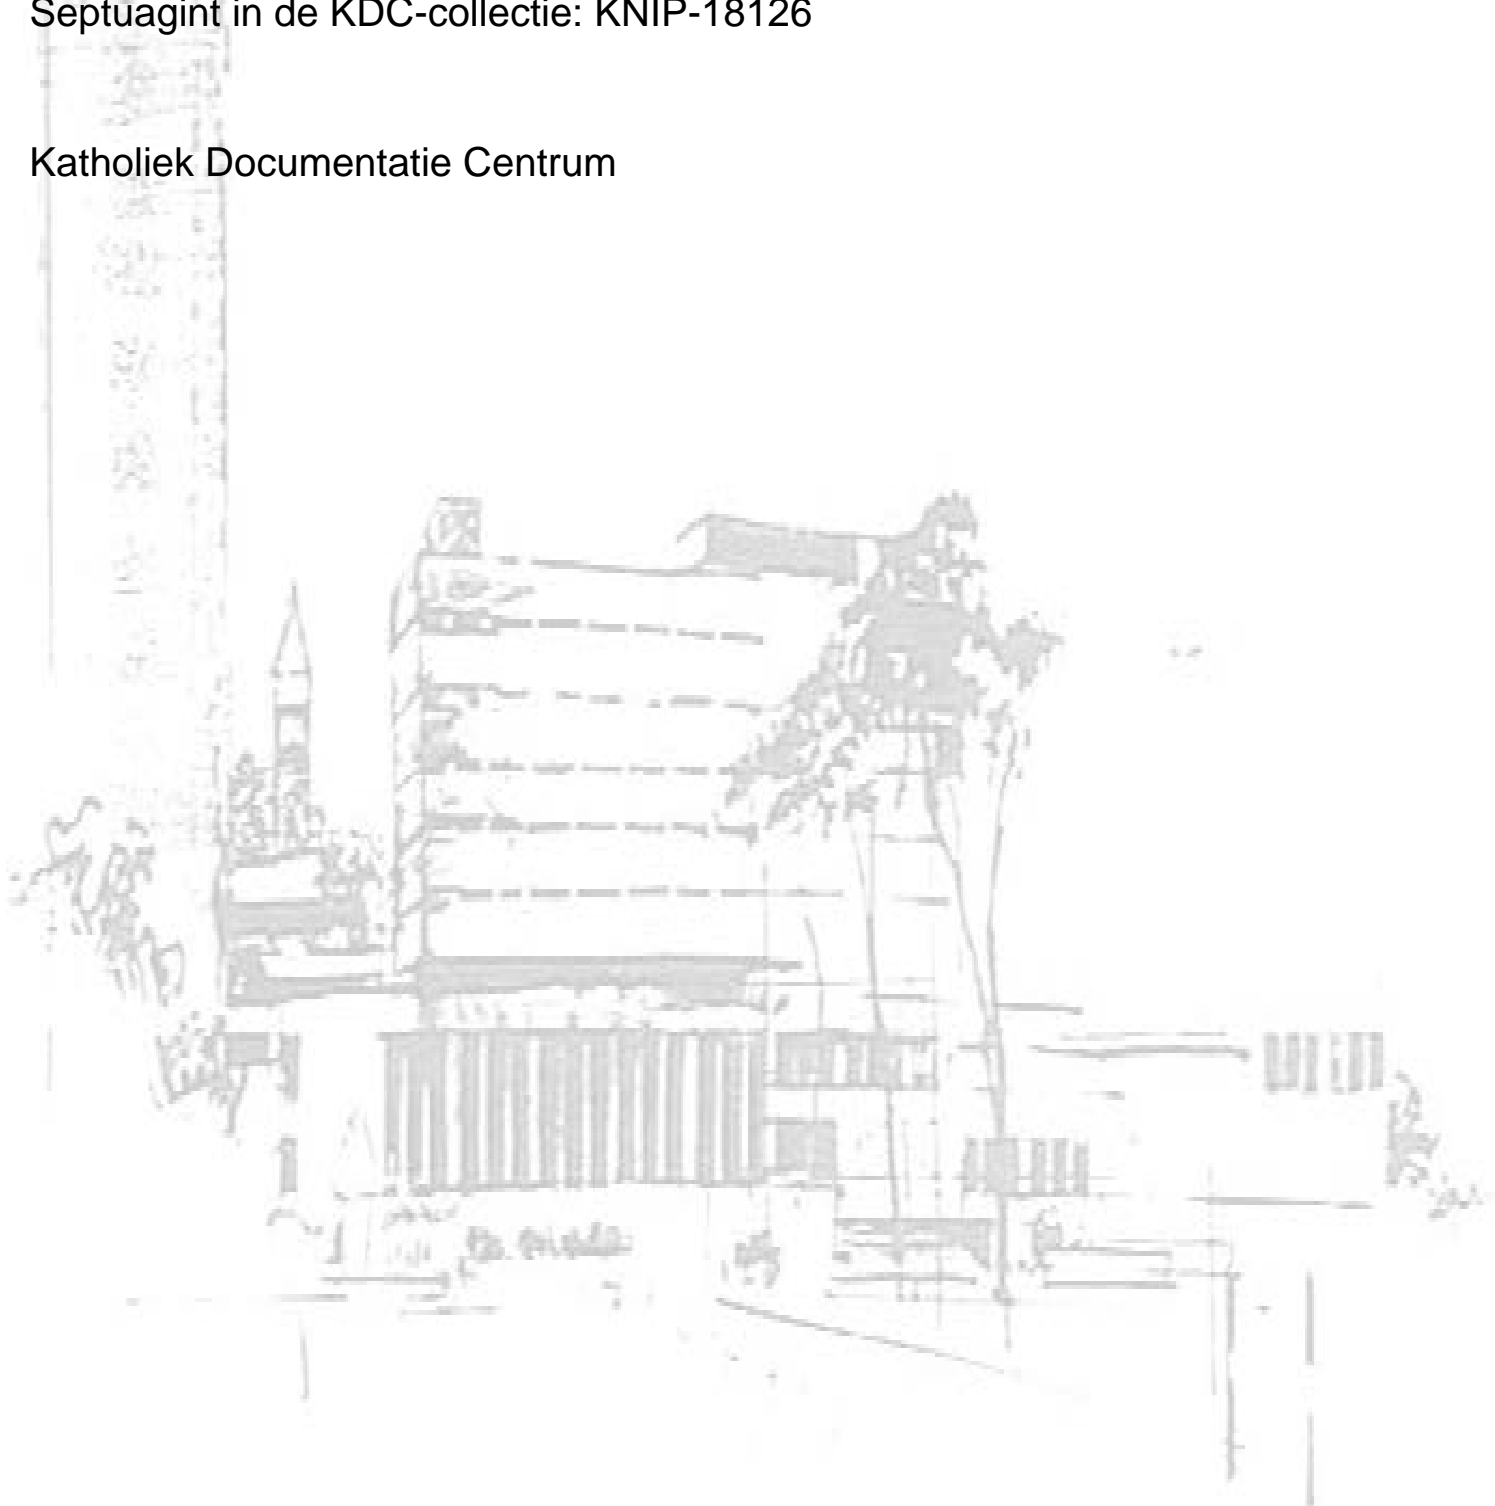 Septuagint in de KDC-collectie: KNIP-18126
Katholiek Documentatie Centrum